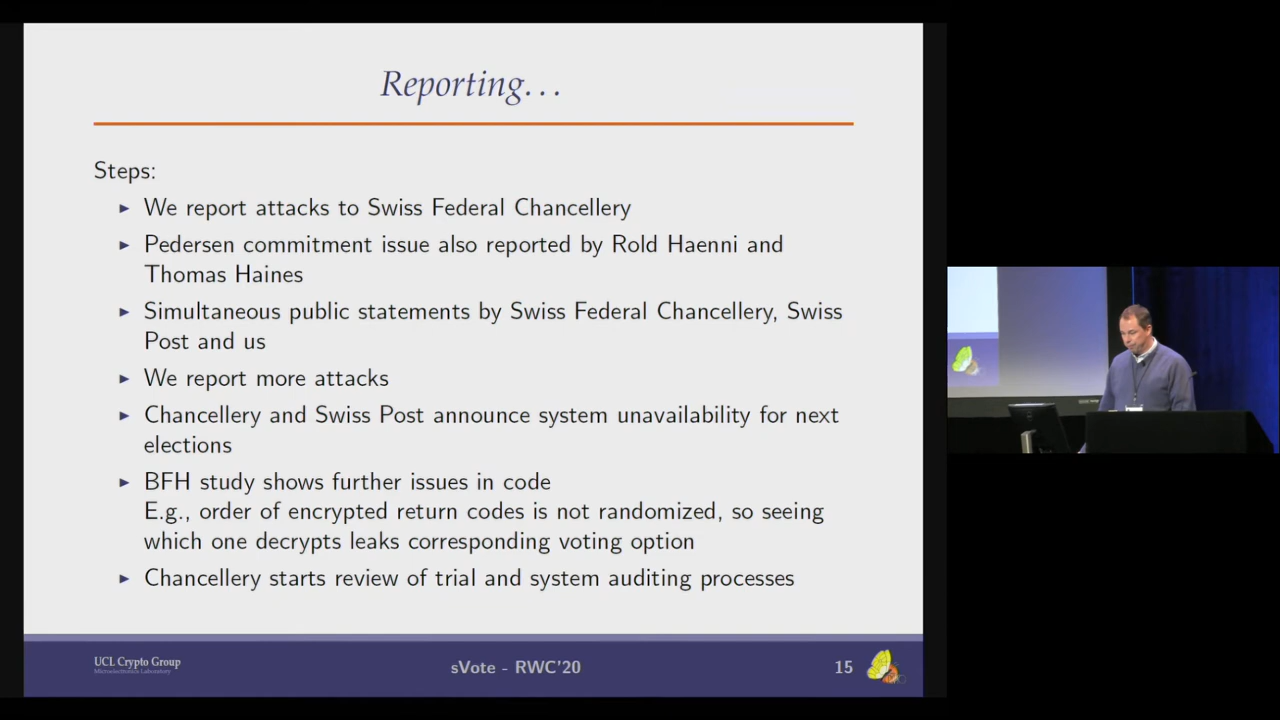 Reporting...
Steps:
▶ We report attacks to Swiss Federal Chancellery
▶ Pedersen commitment issue also reported by Rold Haenni and
Thomas Haines
▶ Simultaneous public statements by Swiss Federal Chancellery, Swiss
Post and us
▶ We report more attacks
▶ Chancellery and Swiss Post announce system unavailability for next
elections
▶ BFH study shows further issues in code
E.g., order of encrypted return codes is not randomized, so seeing
which one decrypts leaks corresponding voting option
▶ Chancellery starts review of trial and system auditing processes
UCL Crypto Group
Microelectronics Laboratory
sVote - RWC'20
15